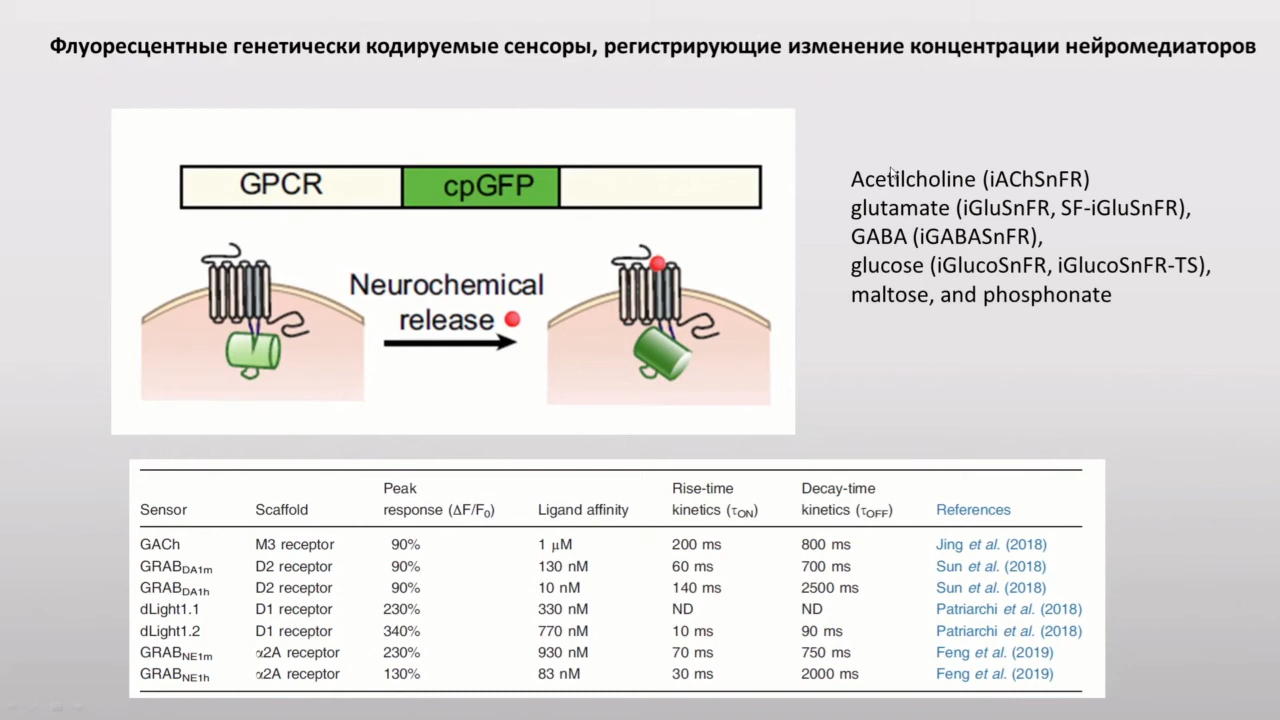 Флуоресцентные генетически кодируемые сенсоры, регистрирующие изменение концентрации нейромедиаторов
GPCR cpGFP
Neurochemical
release
Acetilcholine (iAChSnFR)
glutamate (iGluSnFR, SF-iGluSnFR),
GABA (iGABASnFR),
glucose (iGlucoSnFR, iGlucoSnFR-TS),
maltose, and phosphonate
Peak Rise-time Decay-time
Sensor Scaffold response (ΔF/F₀) Ligand affinity kinetics (τON) kinetics (τOFF) References
GACh M3 receptor 90% 1 μM 200 ms 800 ms Jing et al. (2018)
GRABDA1m D2 receptor 90% 130 nM 60 ms 700 ms Sun et al. (2018)
GRABDA1h D2 receptor 90% 10 nM 140 ms 2500 ms Sun et al. (2018)
dLight1.1 D1 receptor 230% 330 nM ND ND Patriarchi et al. (2018)
dLight1.2 D1 receptor 340% 770 nM 10 ms 90 ms Patriarchi et al. (2018)
GRABNE1m α2A receptor 230% 930 nM 70 ms 750 ms Feng et al. (2019)
GRABNE1h α2A receptor 130% 83 nM 30 ms 2000 ms Feng et al. (2019)